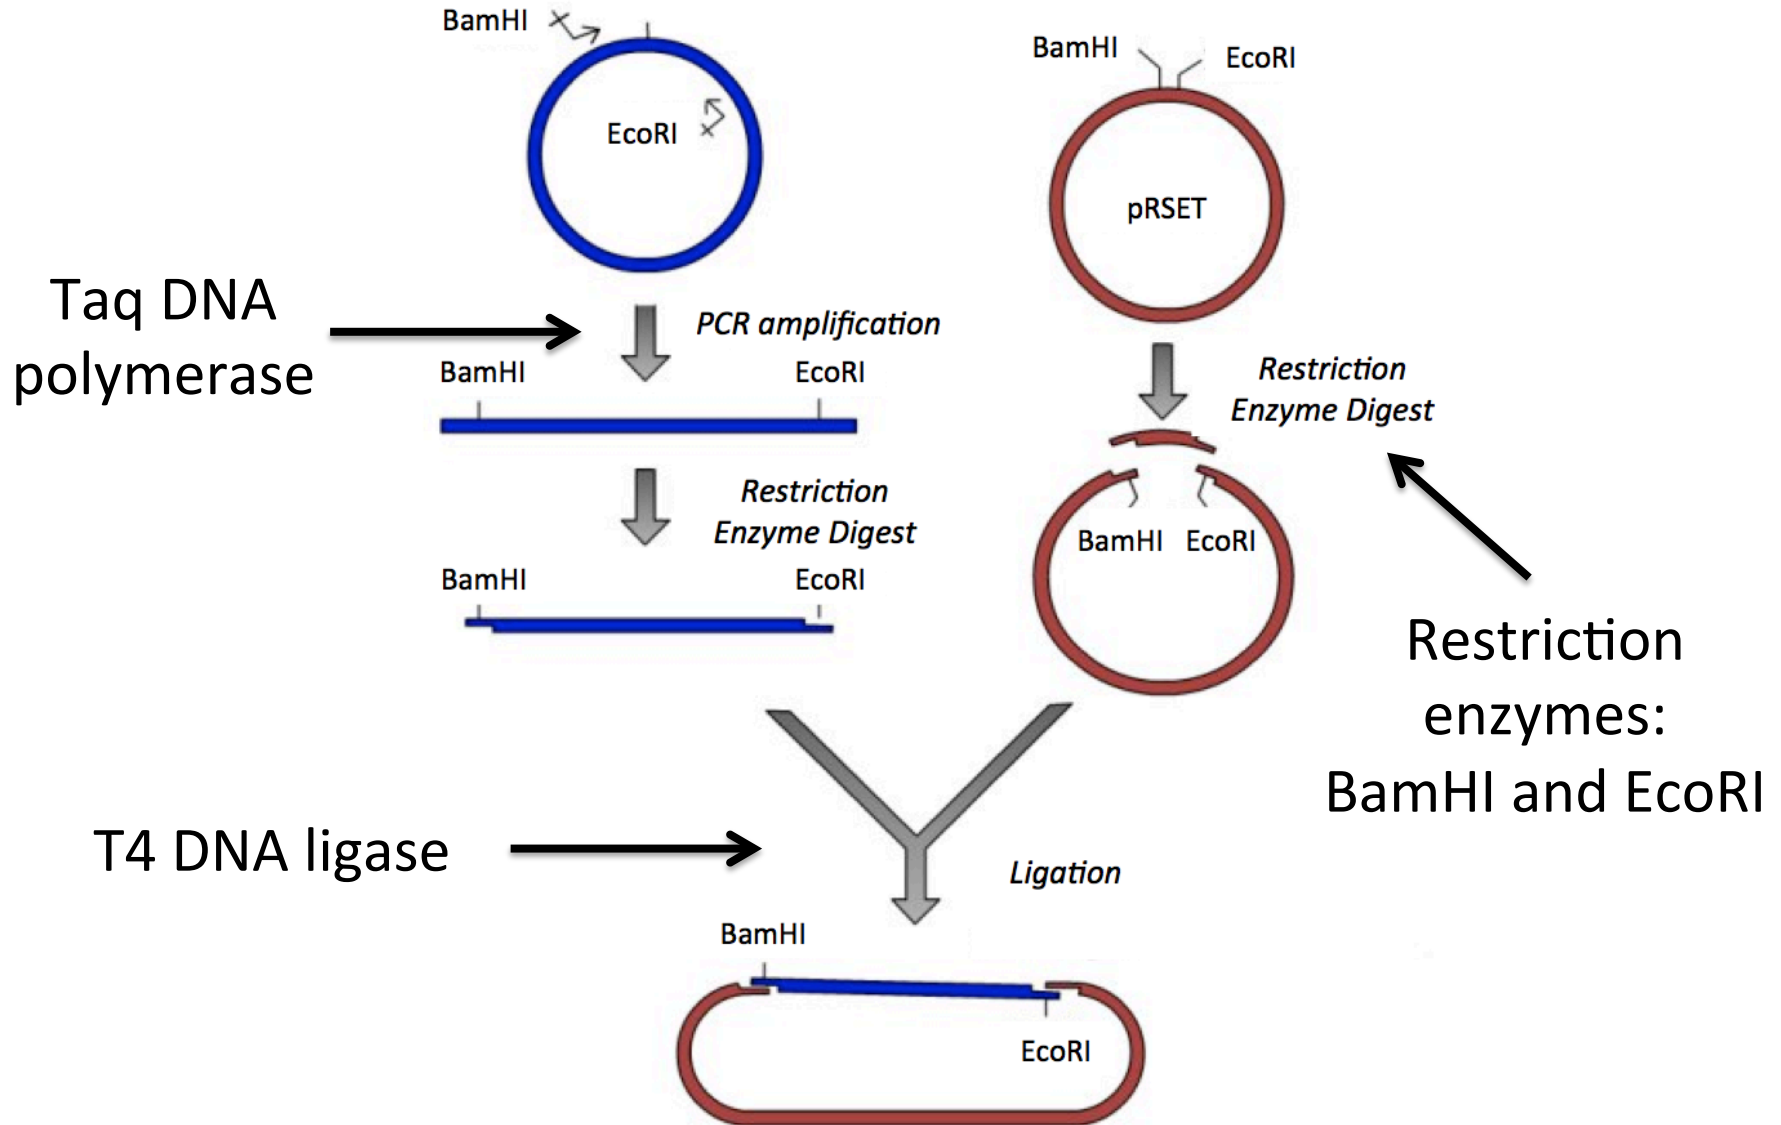 BamHI
EcoRI
BamHI
EcoRI
pRSET
Taq DNA
polymerase
PCR amplification
BamHI
EcoRI
Restriction
Enzyme Digest
Restriction
Enzyme Digest
BamHI
EcoRI
BamHI
EcoRI
Restriction
enzymes:
BamHI and EcoRI
T4 DNA ligase
Ligation
BamHI
EcoRI